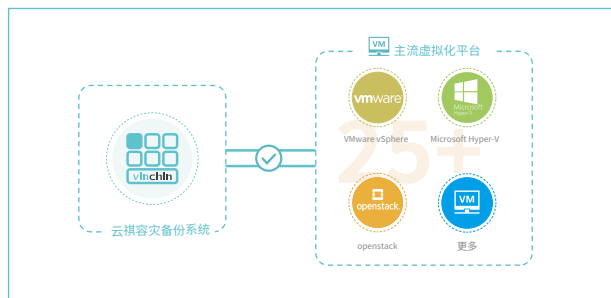 VM 主流虚拟化平台
vmware
Microsoft
Hyper-V
VMware vSphere
Microsoft Hyper-V
25+
vinchin
云祺容灾备份系统
openstack.
VM
openstack
更多